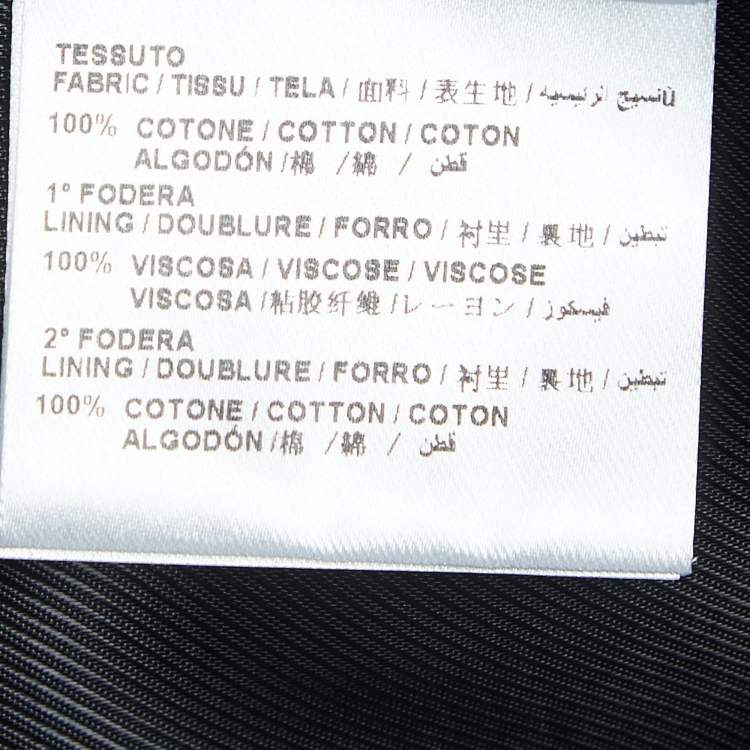 TESSUTO
FABRIC / TISSU / TELA / 面料 / 表生地 / النسيج الرئيسيه
100% COTONE / COTTON / COTON
ALGODÓN /棉 /綿 / قطن
1° FODERA
LINING / DOUBLURE / FORRO / 衬里 / 裏地 / تبطين
100% VISCOSA / VISCOSE / VISCOSE
VISCOSA /粘胶纤维 /レーヨン / فيسكوز
2° FODERA
LINING / DOUBLURE / FORRO / 衬里 / 裏地 / تبطين
100% COTONE / COTTON / COTON
ALGODÓN /棉 /綿 / قطن